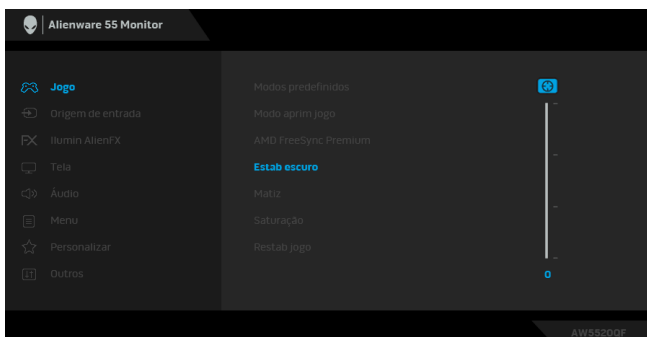 Alienware 55 Monitor
Jogo
Modos predefinidos
Origem de entrada
Modo aprim jogo
FX Ilumin AlienFX
AMD FreeSync Premium
Tela
Estab escuro
Áudio
Matiz
Menu
Saturação
Personalizar
Restab jogo
Outros
0
AW5520QF